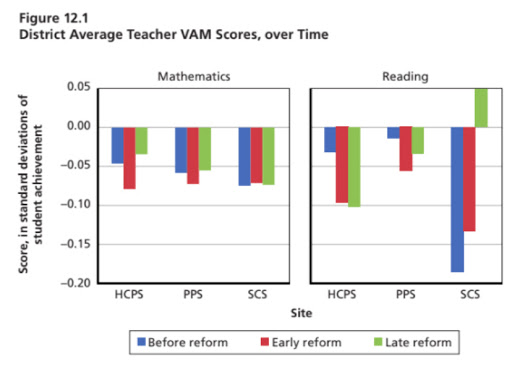 Figure 12.1
District Average Teacher VAM Scores, over Time
Mathematics
Reading
Score, in standard deviations of
student achievement
0.05
0.00
–0.05
–0.10
–0.15
–0.20
HCPS PPS SCS
HCPS PPS SCS
Site
Before reform Early reform Late reform